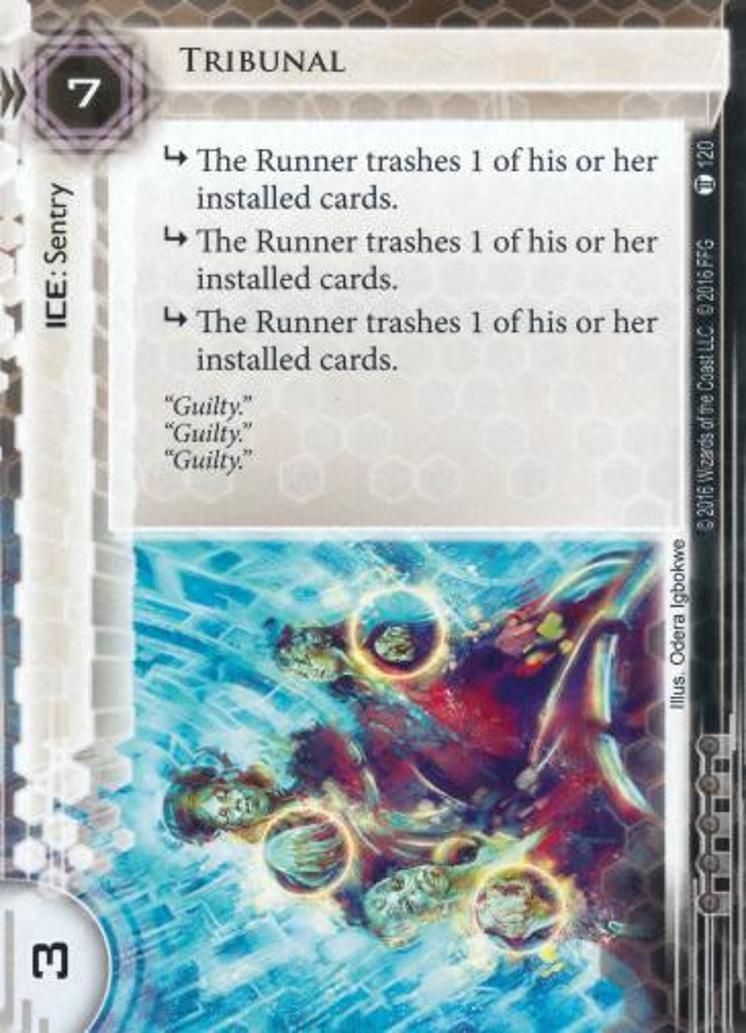 7
TRIBUNAL
ICE: Sentry
↳ The Runner trashes 1 of his or her
installed cards.
↳ The Runner trashes 1 of his or her
installed cards.
↳ The Runner trashes 1 of his or her
installed cards.
“Guilty.”
“Guilty.”
“Guilty.”
3
Illus. Odera Igbokwe
© 2016 Wizards of the Coast LLC. © 2016 FFG
120